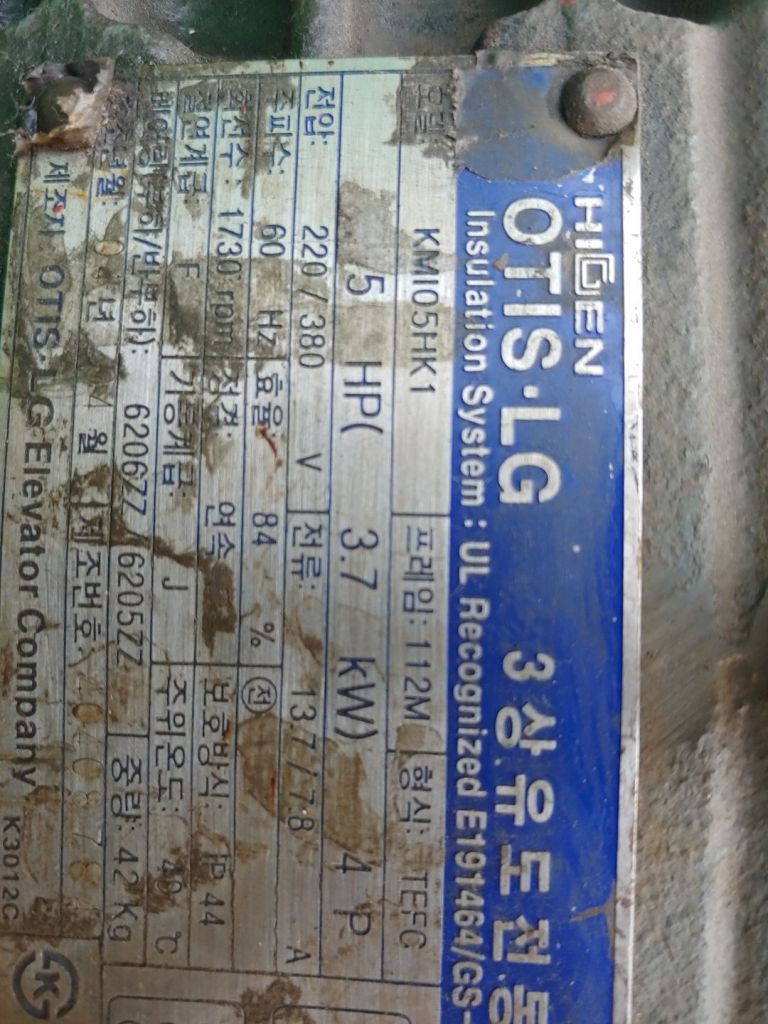 HIGEN
OTIS·LG 3상유도전동
Insulation System : UL Recognized E191464/GS-
모델: KMI05HK1 프레임: 112M 형식: TEFC
5 HP( 3.7 kW) 4 P
전압: 220 / 380 V 전류: 13.7 / 7.8 A
주파수: 60 Hz 효율: 84 % 전
회전수: 1730 rpm 정격: 연속 보호방식: IP 44
절연계급: F 기동계급: J 주위온도: 40 ℃
베어링(부하/반부하): 6206ZZ / 6205ZZ 중량: 42 Kg
년 월 제조번호:
제조자 OTIS·LG Elevator Company K3012C